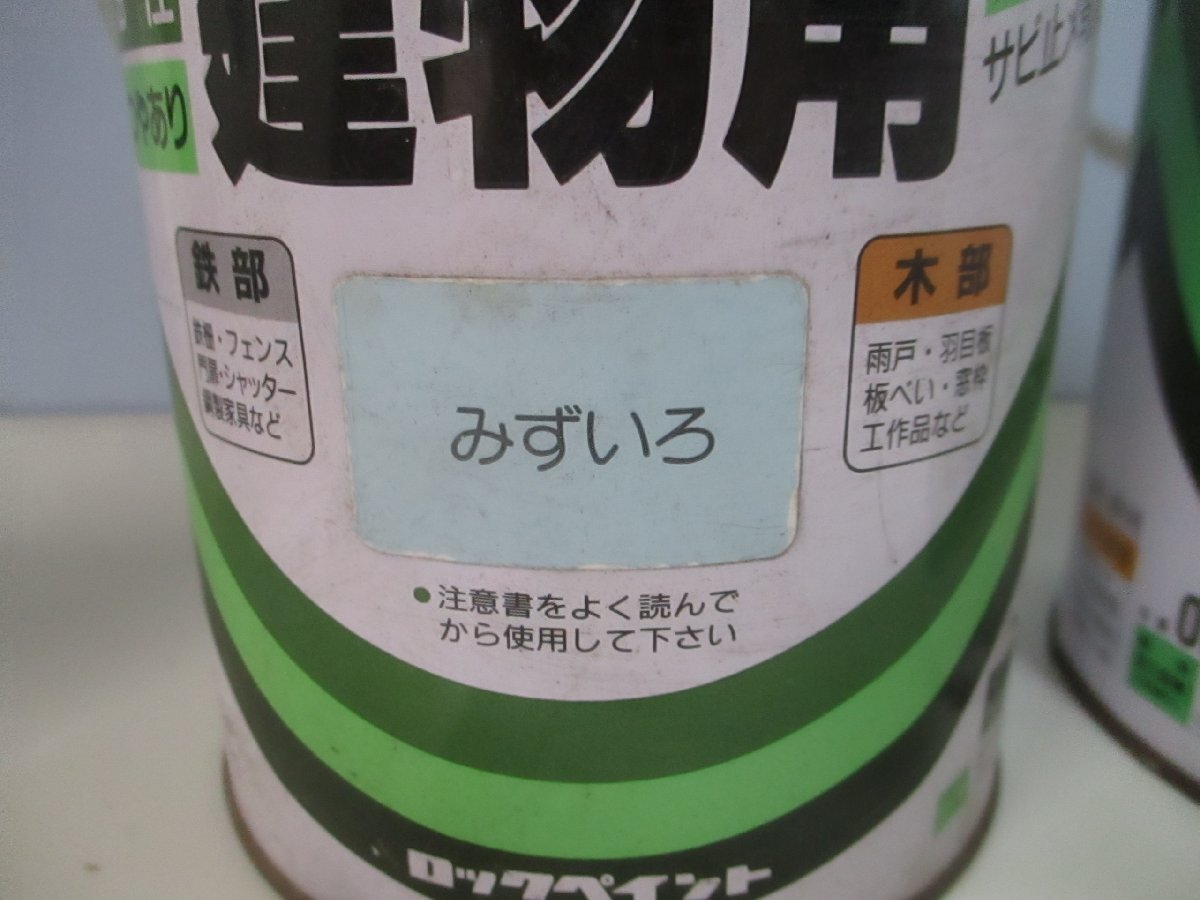 建物用
つやあり
サビ止メ
鉄部
鉄柵・フェンス
門扉・シャッター
鋼製家具など
木部
雨戸・羽目板
板べい・窓枠
工作品など
みずいろ
●注意書をよく読んで
から使用して下さい
ロックペイント